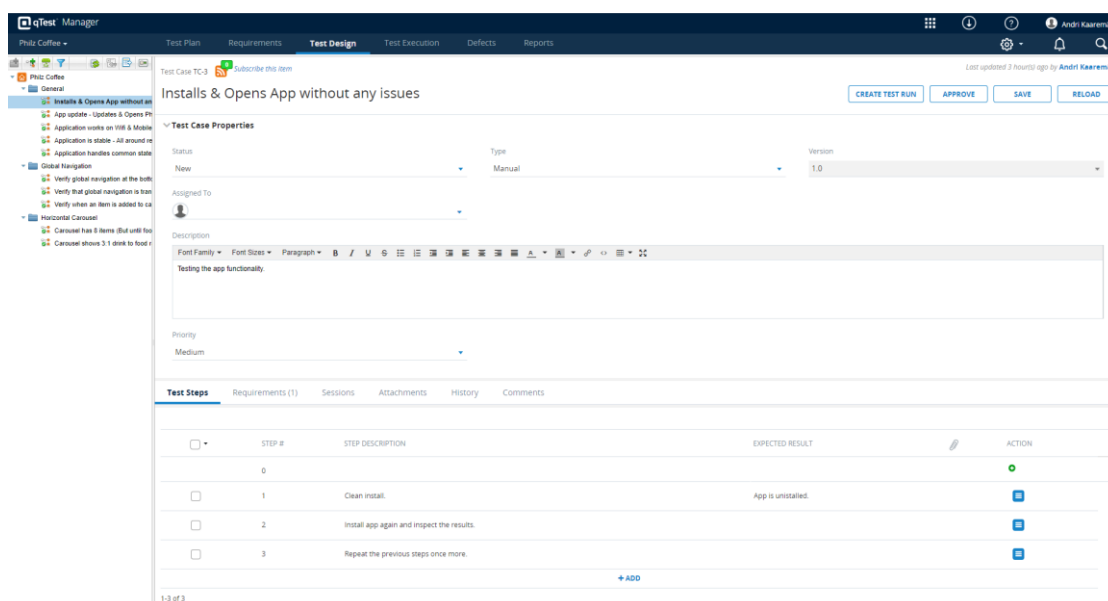 qTest Manager
Andri Kaarem
Philz Coffee
Test Plan Requirements Test Design Test Execution Defects Reports
Philz Coffee
General
Installs & Opens App without an
App update - Updates & Opens Ph
Application works on Wifi & Mobile
Application is stable - All around re
Application handles common state
Global Navigation
Verify global navigation at the botto
Verify that global navigation is tran
Verify when an item is added to ca
Horizontal Carousel
Carousel has 8 items (But until foo
Carousel shows 3:1 drink to food r
Test Case TC-3 0 Subscribe this item
Last updated 3 hour(s) ago by Andri Kaarem
Installs & Opens App without any issues
CREATE TEST RUN APPROVE SAVE RELOAD
Test Case Properties
Status Type Version
New Manual 1.0
Assigned To
Description
Font Family Font Sizes Paragraph B I U S A A
Testing the app functionality.
Priority
Medium
Test Steps Requirements (1) Sessions Attachments History Comments
STEP # STEP DESCRIPTION EXPECTED RESULT ACTION
0
1 Clean install. App is unistalled.
2 Install app again and inspect the results.
3 Repeat the previous steps once more.
+ ADD
1-3 of 3